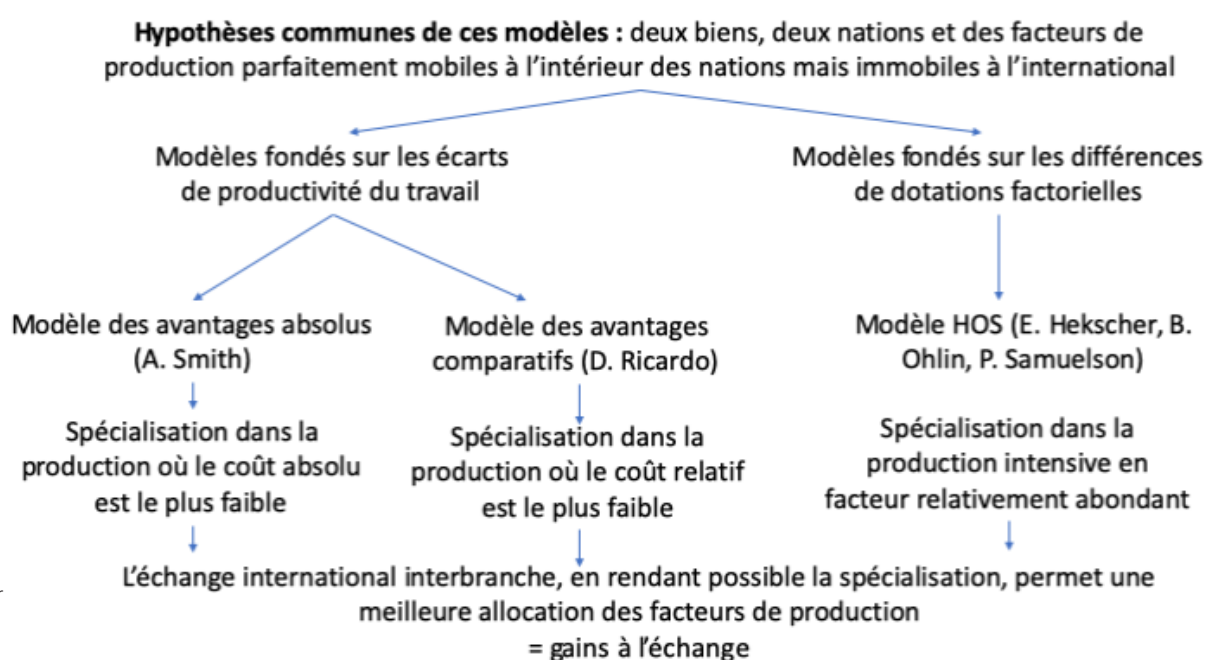 Hypothèses communes de ces modèles : deux biens, deux nations et des facteurs de
production parfaitement mobiles à l'intérieur des nations mais immobiles à l'international
Modèles fondés sur les écarts
de productivité du travail
Modèles fondés sur les différences
de dotations factorielles
Modèle des avantages absolus
(A. Smith)
Modèle des avantages
comparatifs (D. Ricardo)
Modèle HOS (E. Hekscher, B.
Ohlin, P. Samuelson)
Spécialisation dans la
production où le coût absolu
est le plus faible
Spécialisation dans la
production où le coût relatif
est le plus faible
Spécialisation dans la
production intensive en
facteur relativement abondant
L'échange international interbranche, en rendant possible la spécialisation, permet une
meilleure allocation des facteurs de production
= gains à l'échange